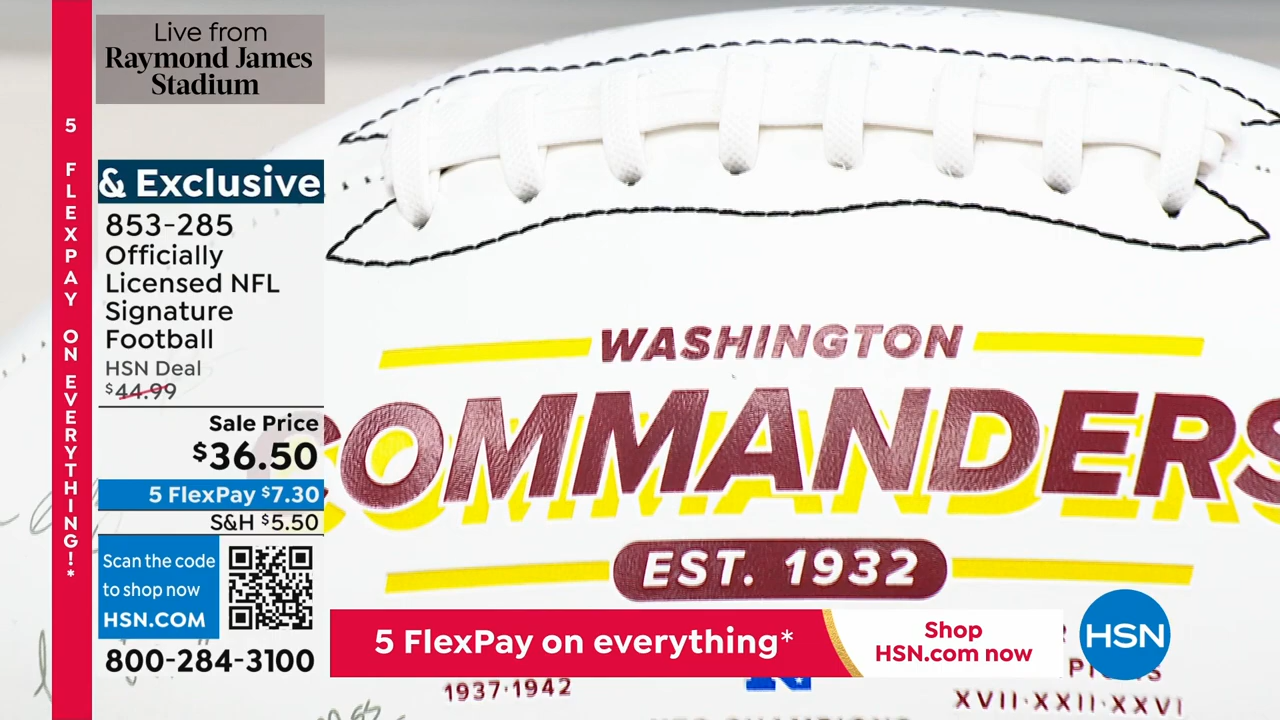 Live from
Raymond James
Stadium
5 FLEXPAY ON EVERYTHING!*
& Exclusive
853-285
Officially
Licensed NFL
Signature
Football
HSN Deal
$44.99
Sale Price
$36.50
5 FlexPay $7.30
S&H $5.50
Scan the code
to shop now
HSN.COM
800-284-3100
WASHINGTON
COMMANDERS
EST. 1932
5 FlexPay on everything*
Shop
HSN.com now
HSN
1937·1942
XVII·XXII·XXVI